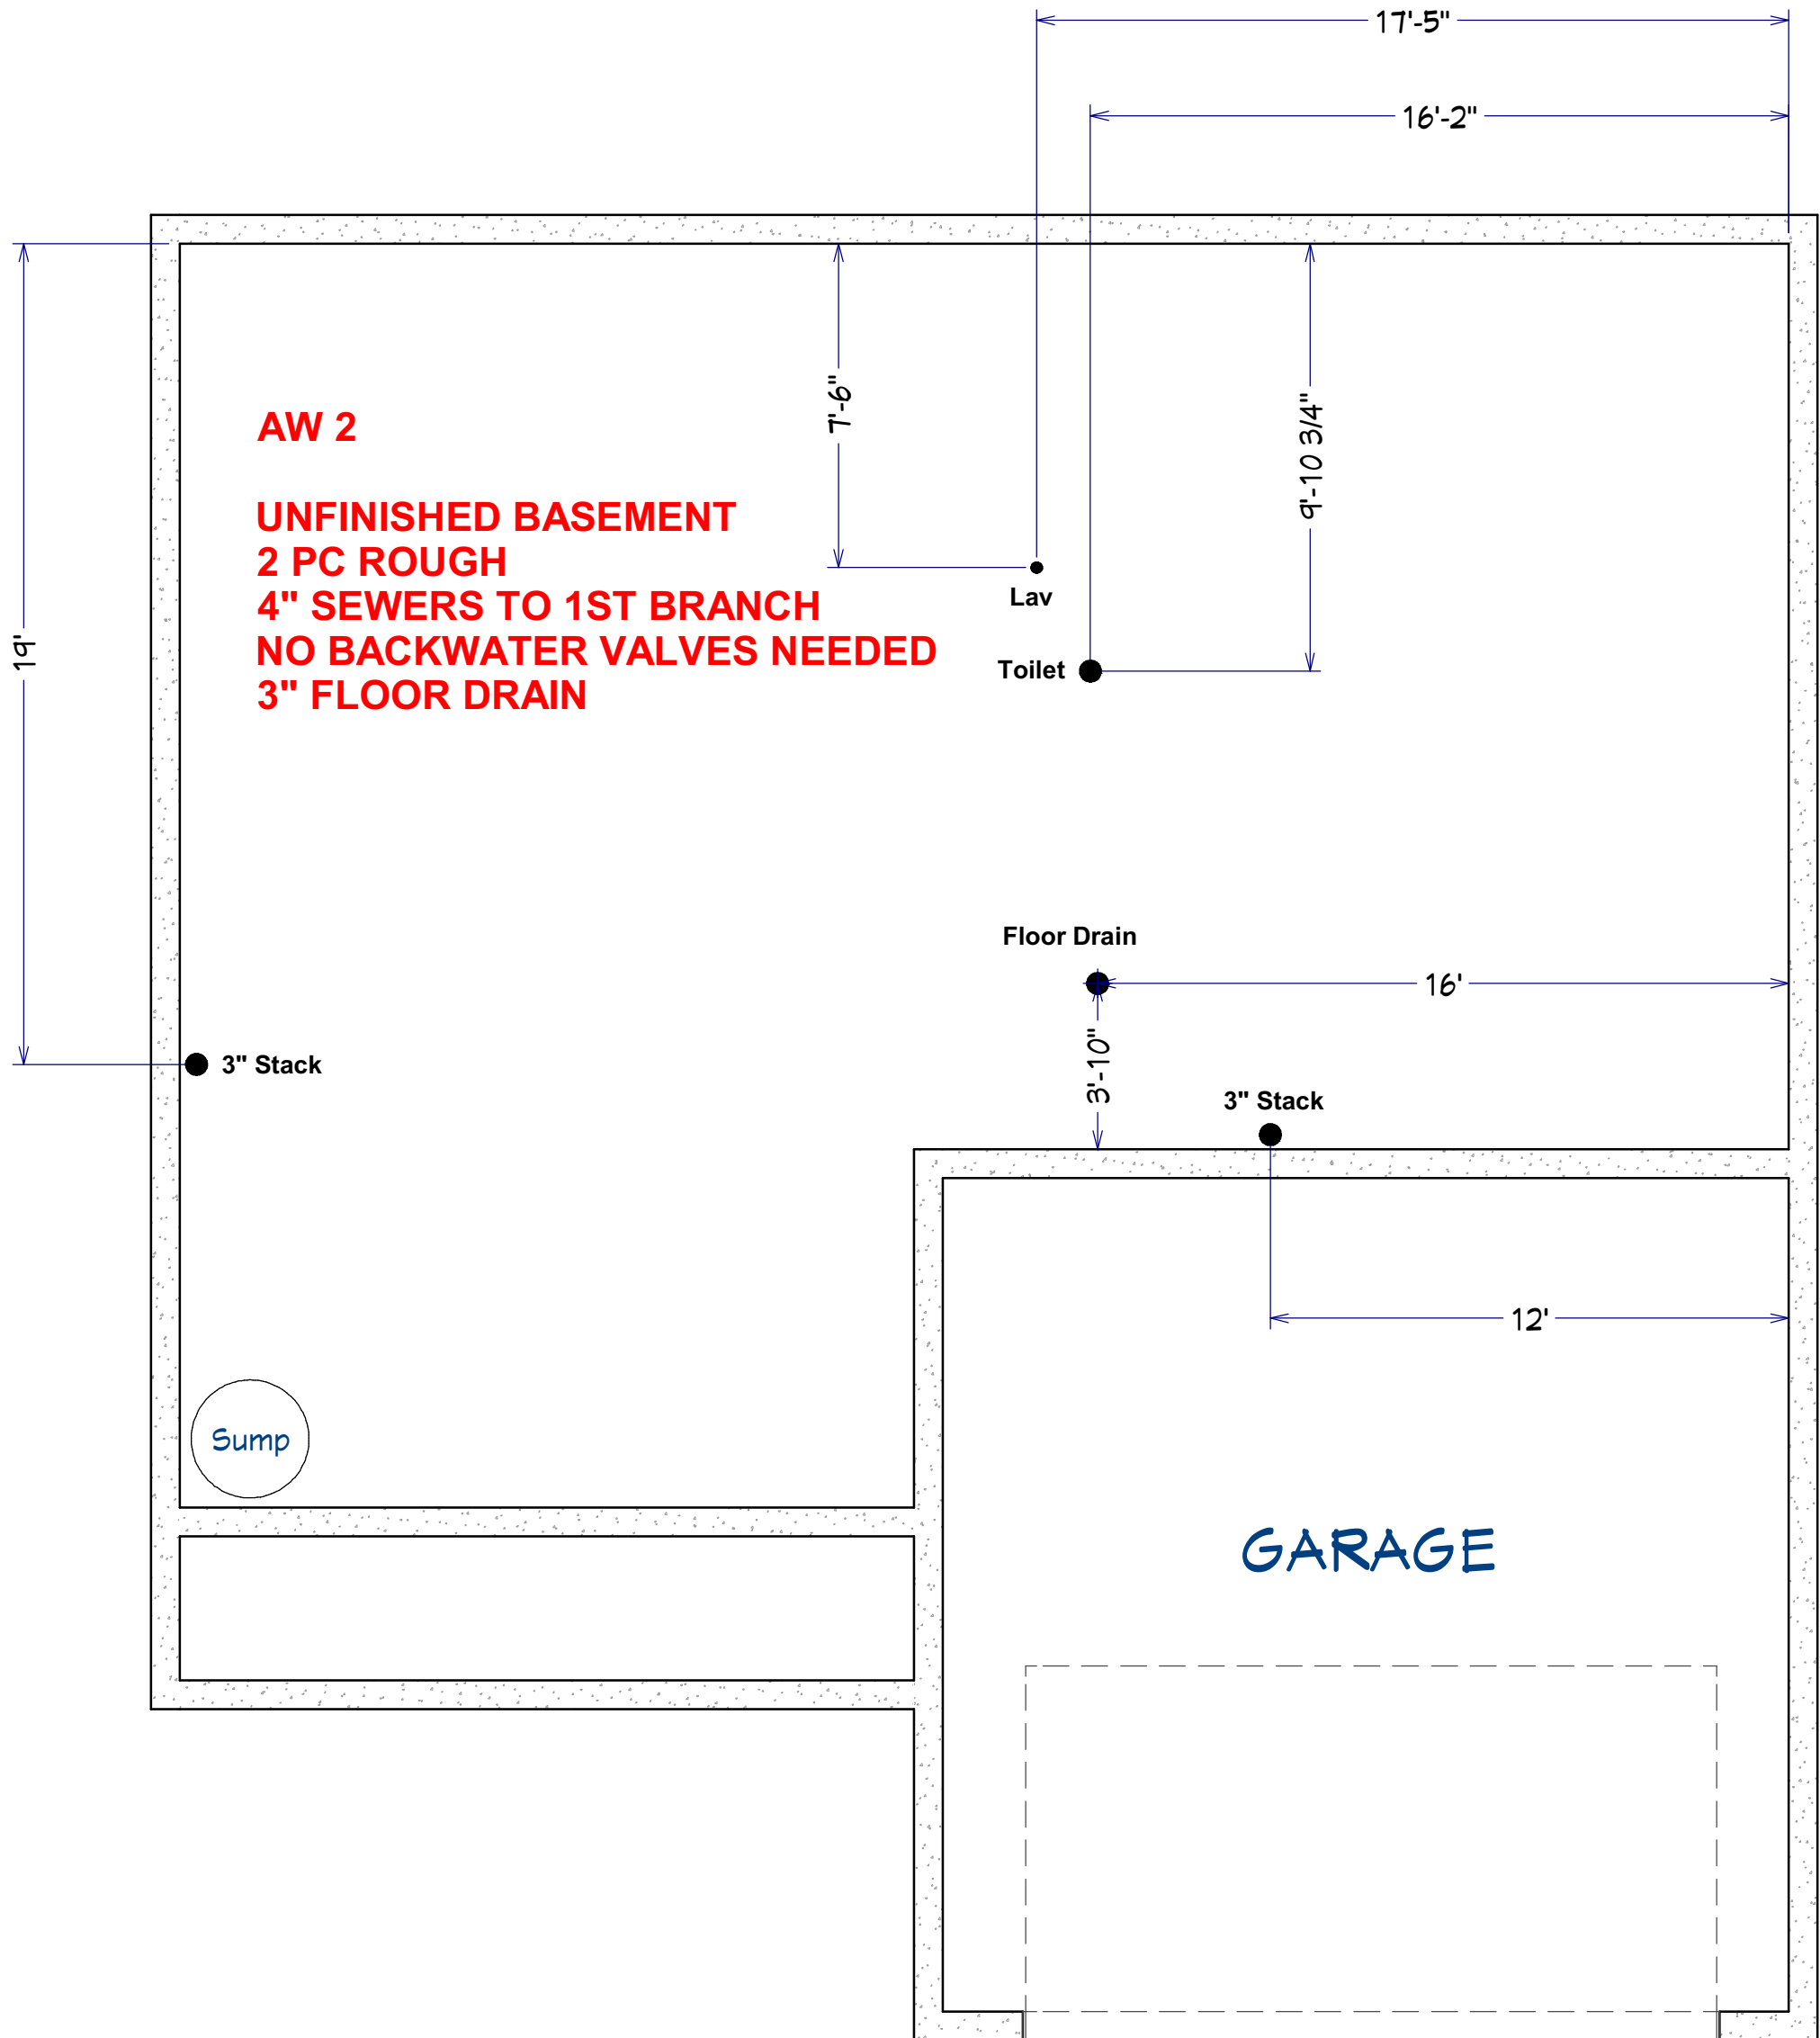 17'-5"
16'-2"
7'-6"
9'-10 3/4"
19'
AW 2
UNFINISHED BASEMENT
2 PC ROUGH
4" SEWERS TO 1ST BRANCH
NO BACKWATER VALVES NEEDED
3" FLOOR DRAIN
Lav
Toilet
Floor Drain
16'
3'-10"
3" Stack
3" Stack
12'
Sump
GARAGE